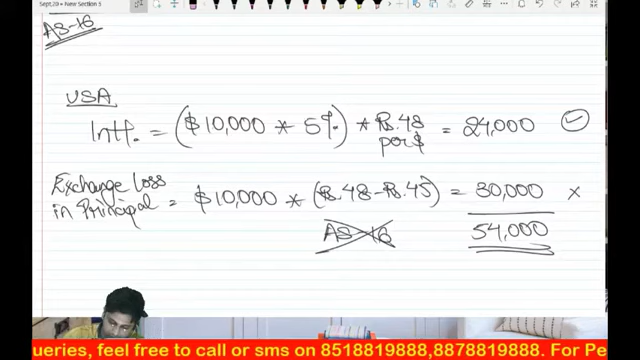 Sept,20 » New Section 5
AS-16
USA
Intt. = ($10,000 * 5%) * Rs.48 per $ = 24,000
Exchange Loss in Principal = $10,000 * (Rs.48-Rs.45) = 30,000 ×
AS-16
54,000
ueries, feel free to call or sms on 8518819888,8878819888. For Pe